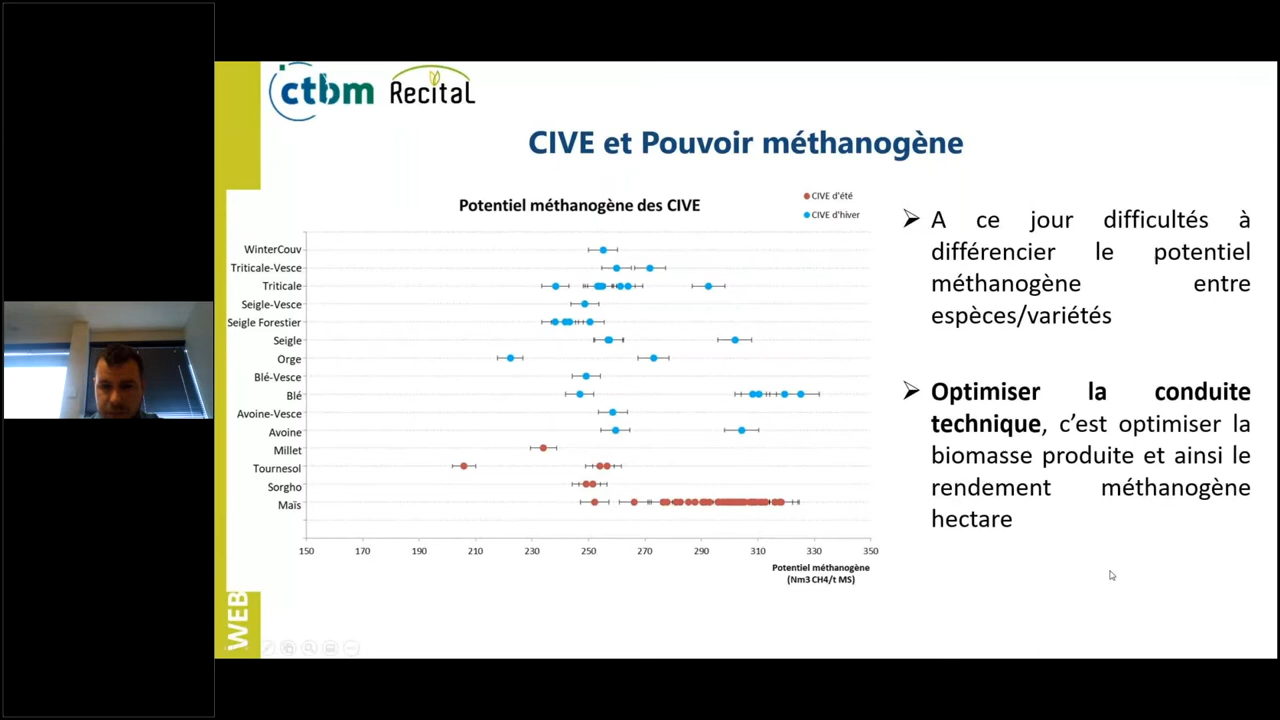 ctbm Recital
CIVE et Pouvoir méthanogène
Potentiel méthanogène des CIVE
CIVE d'été
CIVE d'hiver
WinterCouv
Triticale-Vesce
Triticale
Seigle-Vesce
Seigle Forestier
Seigle
Orge
Blé-Vesce
Blé
Avoine-Vesce
Avoine
Millet
Tournesol
Sorgho
Maïs
150 170 190 210 230 250 270 290 310 330 350
Potentiel méthanogène
(Nm3 CH4/t MS)
A ce jour difficultés à
différencier le potentiel
méthanogène entre
espèces/variétés
Optimiser la conduite
technique, c'est optimiser la
biomasse produite et ainsi le
rendement méthanogène
hectare
WEB